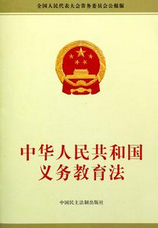 全国人民代表大会常务委员会公报版
中华人民共和国
义务教育法
中国民主法制出版社